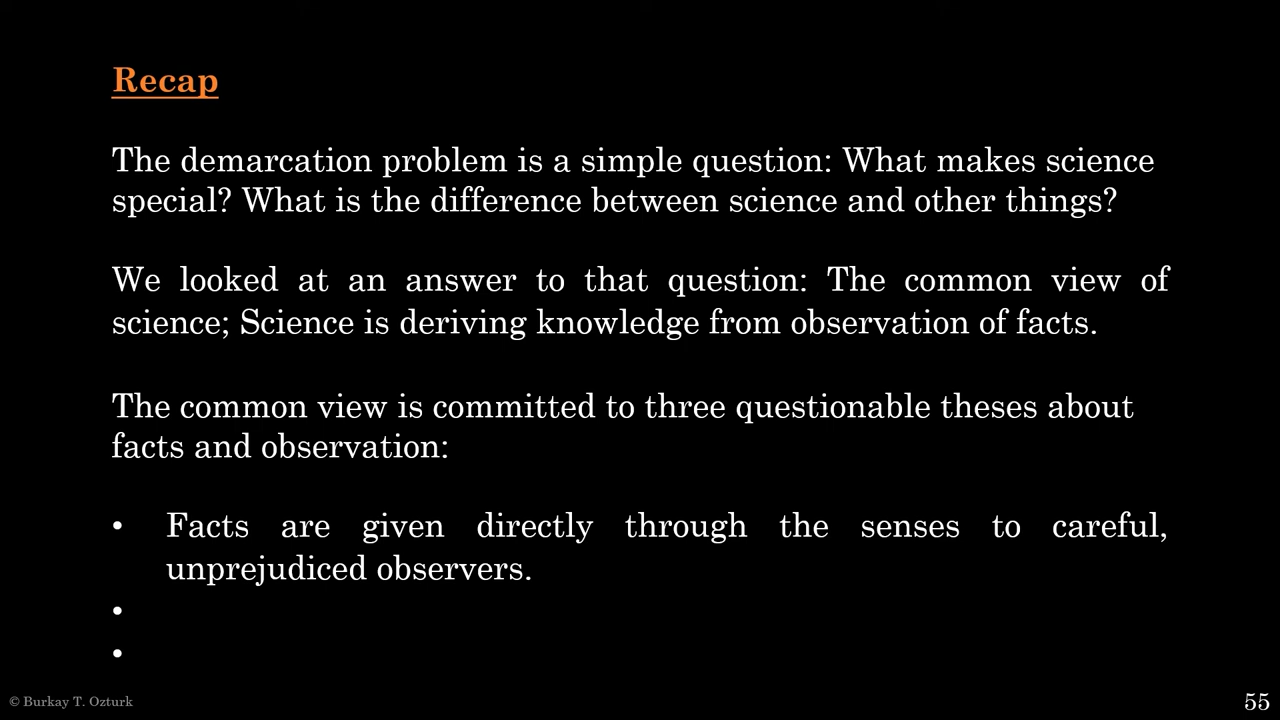 Recap
The demarcation problem is a simple question: What makes science
special? What is the difference between science and other things?
We looked at an answer to that question: The common view of
science; Science is deriving knowledge from observation of facts.
The common view is committed to three questionable theses about
facts and observation:
• Facts are given directly through the senses to careful,
unprejudiced observers.
•
•
© Burkay T. Ozturk
55